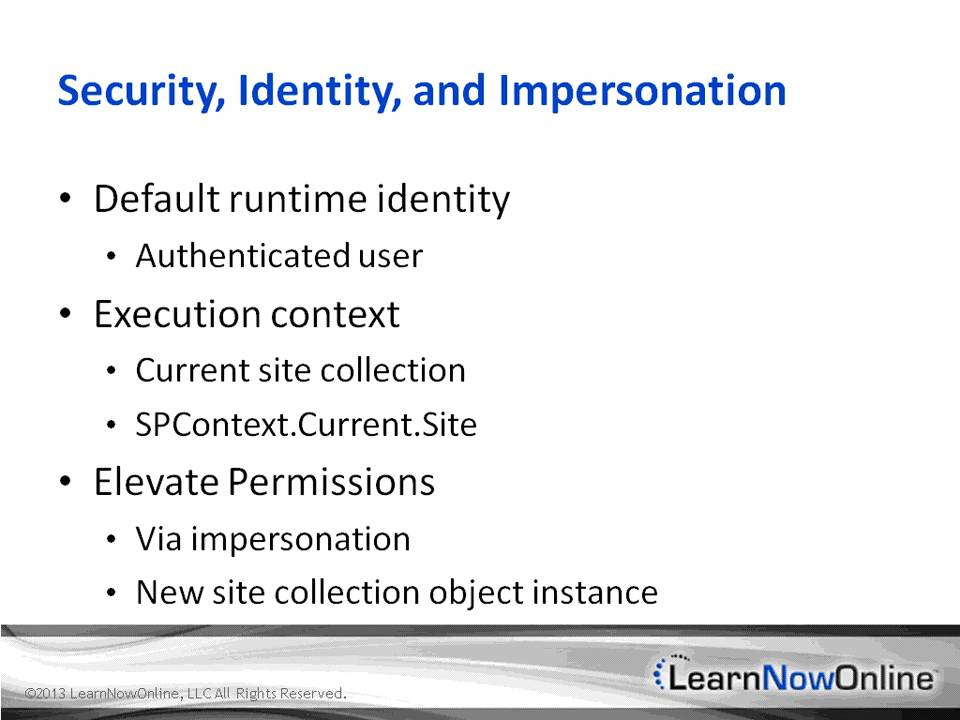 Security, Identity, and Impersonation
• Default runtime identity
• Authenticated user
• Execution context
• Current site collection
• SPContext.Current.Site
• Elevate Permissions
• Via impersonation
• New site collection object instance
©2013 LearnNowOnline, LLC All Rights Reserved.
LearnNowOnline